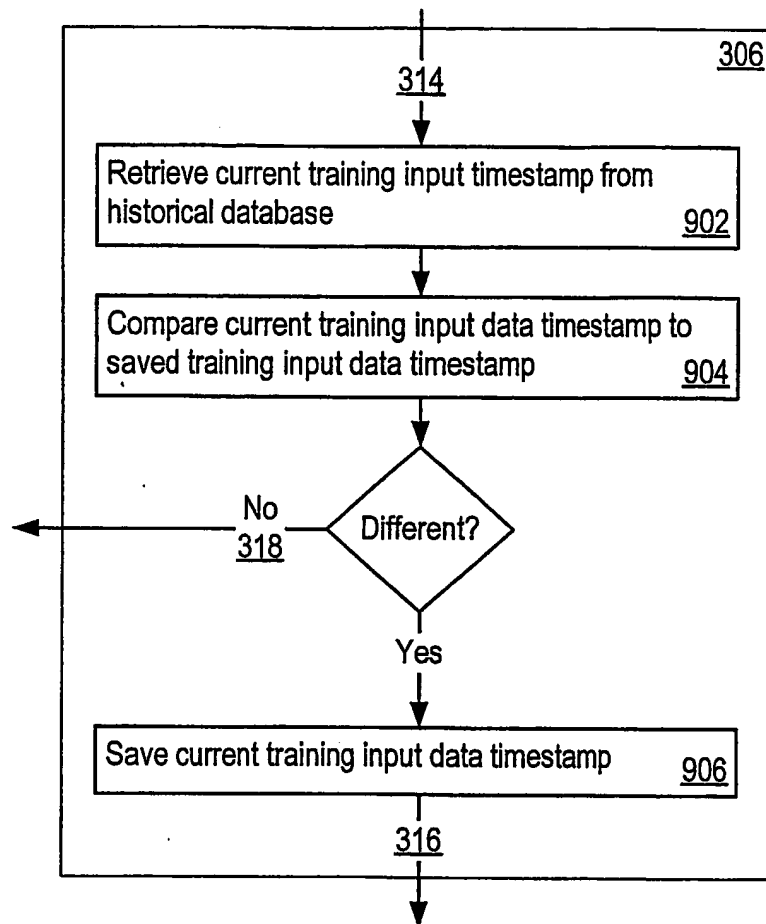 306
314
Retrieve current training input timestamp from
historical database
902
Compare current training input data timestamp to
saved training input data timestamp
904
Different?
No
318
Yes
Save current training input data timestamp
906
316